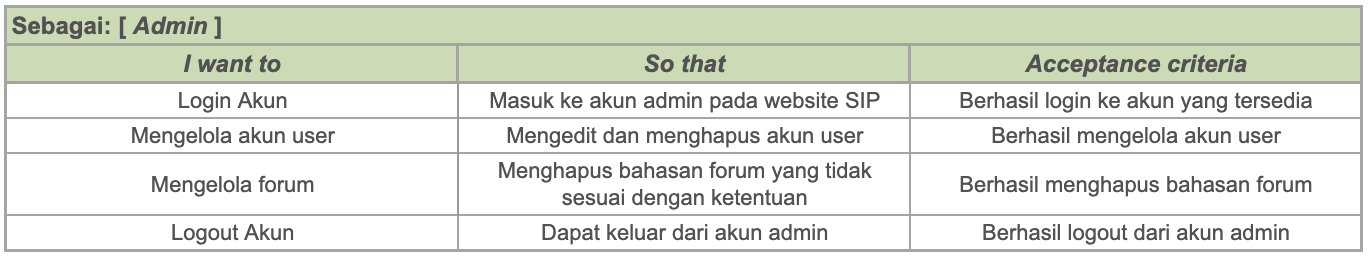 Sebagai: [ Admin ]
I want to So that Acceptance criteria
Login Akun Masuk ke akun admin pada website SIP Berhasil login ke akun yang tersedia
Mengelola akun user Mengedit dan menghapus akun user Berhasil mengelola akun user
Mengelola forum Menghapus bahasan forum yang tidak
sesuai dengan ketentuan Berhasil menghapus bahasan forum
Logout Akun Dapat keluar dari akun admin Berhasil logout dari akun admin